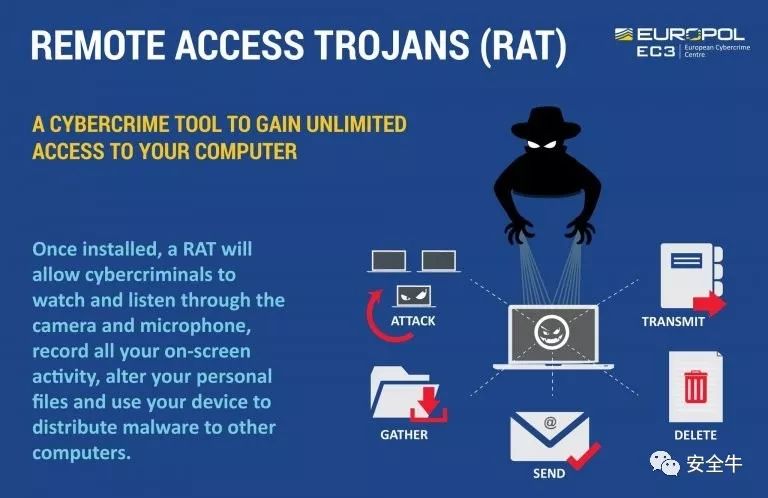 REMOTE ACCESS TROJANS (RAT)
EUROPOL
EC3 European Cybercrime
Centre
A CYBERCRIME TOOL TO GAIN UNLIMITED
ACCESS TO YOUR COMPUTER
Once installed, a RAT will
allow cybercriminals to
watch and listen through the
camera and microphone,
record all your on-screen
activity, alter your personal
files and use your device to
distribute malware to other
computers.
ATTACK
TRANSMIT
GATHER
@
SEND
DELETE
安全牛